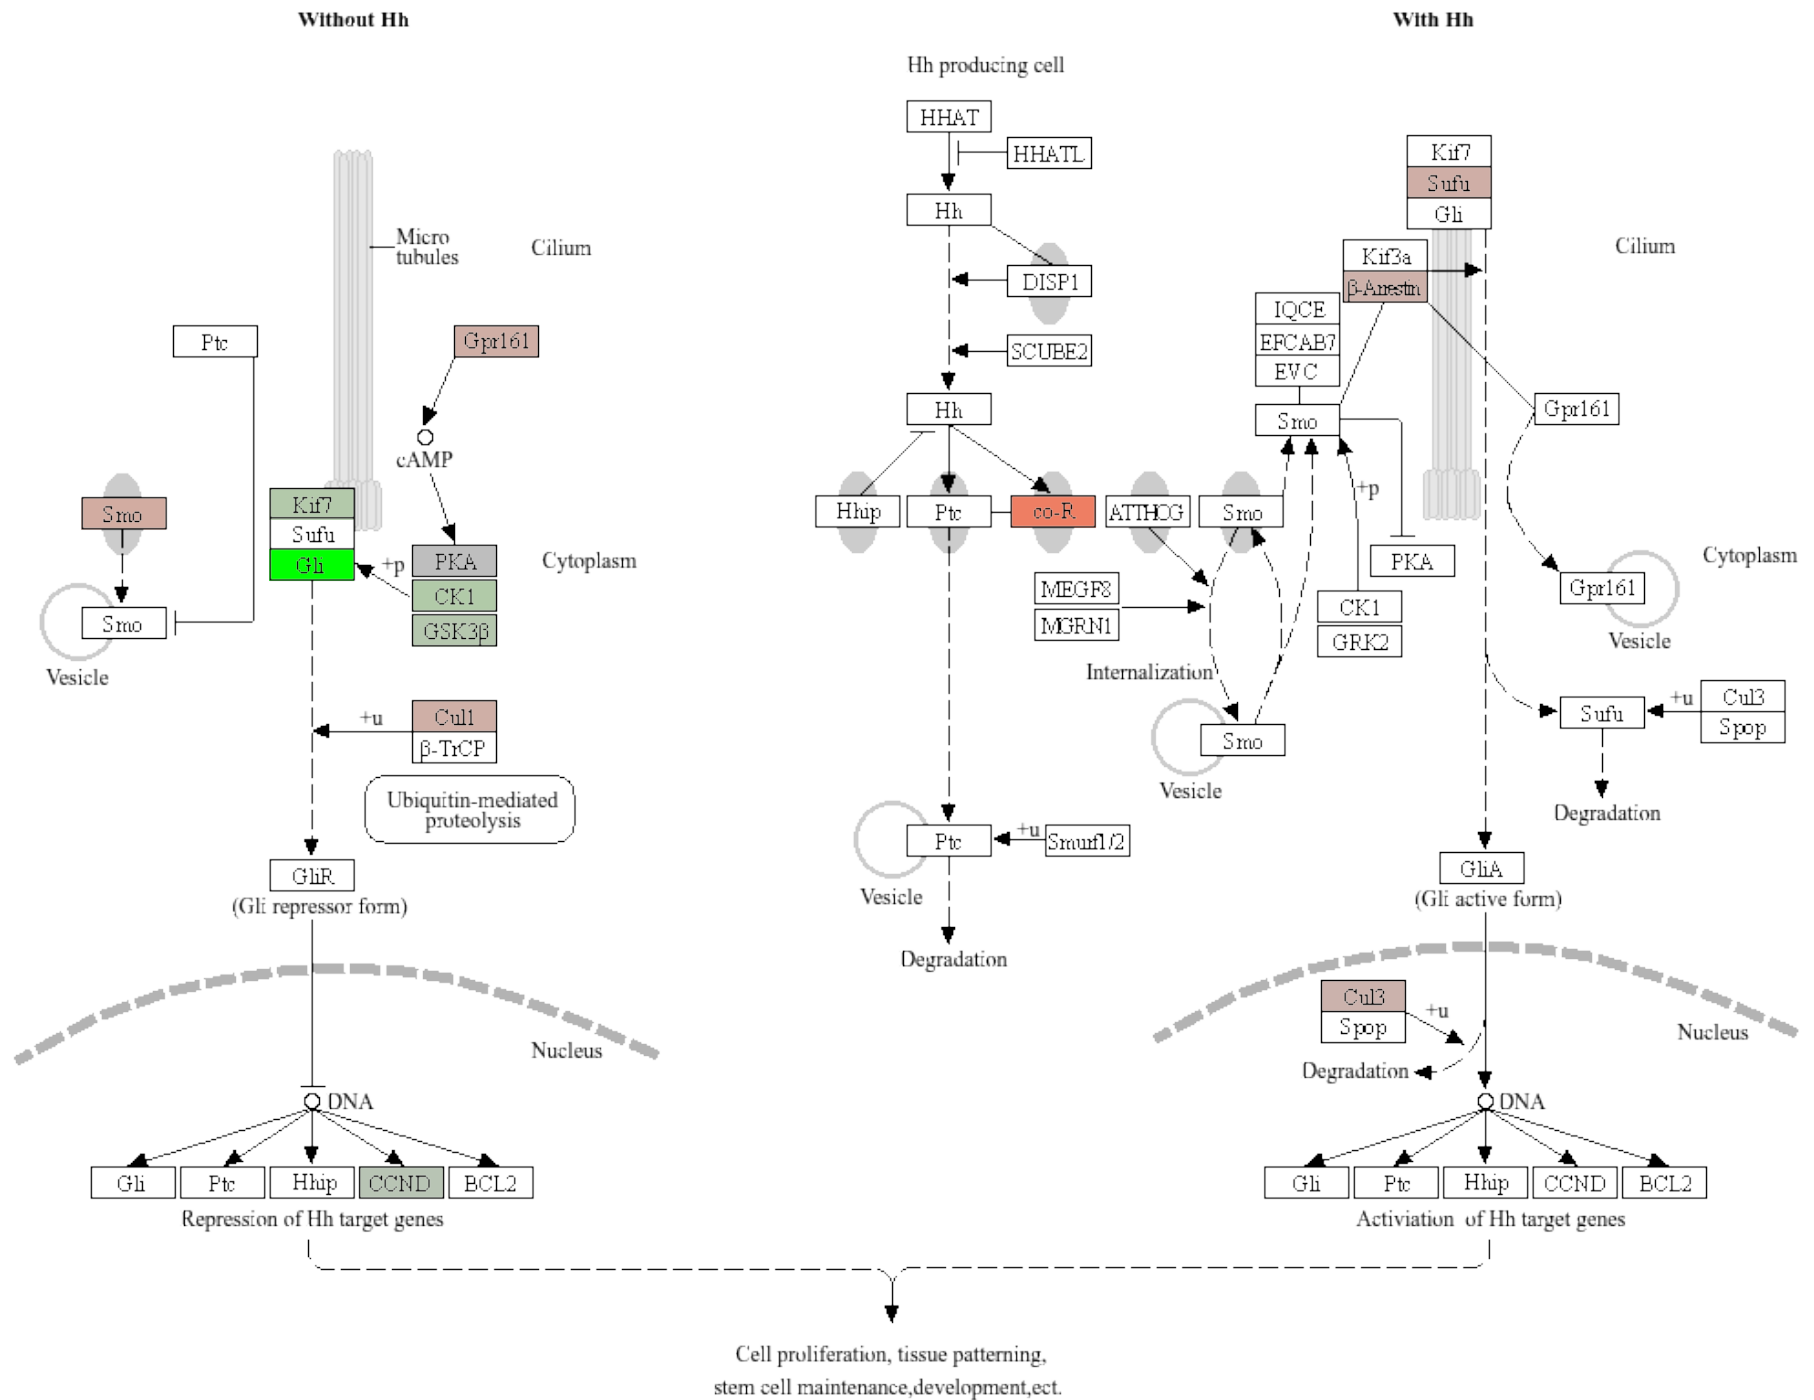 Without Hh
With Hh
Hh producing cell
HHAT
HHATL
Hh
DISP1
SCUBE2
Hh
Hhip
Ptc
co-R
ATTHOG
Smo
MEGF8
MGRN1
Internalization
Smo
Vesicle
Ptc
+u
Smurf1/2
Vesicle
Degradation
Micro
tubules
Cilium
Ptc
Gpr161
cAMP
Smo
Kif7
Sufu
Gli
+p
PKA
CK1
GSK3β
Cytoplasm
Smo
Vesicle
+u
Cul1
β-TrCP
Ubiquitin-mediated
proteolysis
GliR
(Gli repressor form)
Nucleus
DNA
Gli
Ptc
Hhip
CCND
BCL2
Repression of Hh target genes
Kif7
Sufu
Gli
Cilium
Kif3a
β-Arrestin
IQCE
EFCAB7
EVC
Smo
Gpr161
+p
PKA
CK1
GRK2
Cytoplasm
Gpr161
Vesicle
Sufu
+u
Cul3
Spop
Degradation
GliA
(Gli active form)
Cul3
Spop
+u
Degradation
Nucleus
DNA
Gli
Ptc
Hhip
CCND
BCL2
Activiation of Hh target genes
Cell proliferation, tissue patterning,
stem cell maintenance,development,ect.